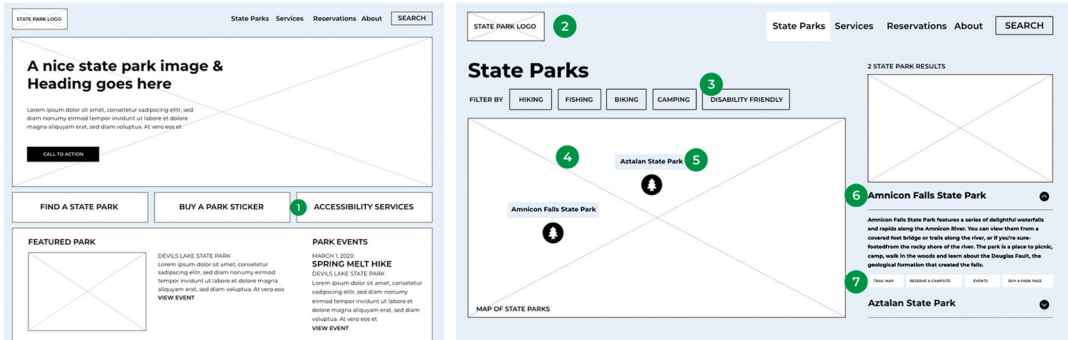 STATE PARK LOGO
State Parks Services Reservations About SEARCH
A nice state park image &
Heading goes here
Lorem ipsum dolor sit amet, consetetur sadipscing elitr, sed
diam nonumy eirmod tempor invidunt ut labore et dolore
magna aliquyam erat, sed diam voluptua. At vero eos et
CALL TO ACTION
FIND A STATE PARK
BUY A PARK STICKER
1
ACCESSIBILITY SERVICES
FEATURED PARK
DEVILS LAKE STATE PARK
Lorem ipsum dolor sit amet, consetetur
sadipscing elitr, sed diam nonumy eirmod
tempor invidunt ut labore et dolore magna
aliquyam erat, sed diam voluptua. At vero eos
VIEW EVENT
PARK EVENTS
MARCH 1, 2020
SPRING MELT HIKE
DEVILS LAKE STATE PARK
Lorem ipsum dolor sit amet, consetetur
sadipscing elitr, sed diam nonumy
eirmod tempor invidunt ut labore et
dolore magna aliquyam erat, sed diam
voluptua. At vero eos et
VIEW EVENT
STATE PARK LOGO
2
State Parks Services Reservations About SEARCH
State Parks
3
FILTER BY HIKING FISHING BIKING CAMPING DISABILITY FRIENDLY
4
Aztalan State Park
5
Amnicon Falls State Park
MAP OF STATE PARKS
2 STATE PARK RESULTS
6
Amnicon Falls State Park
Amnicon Falls State Park features a series of delightful waterfalls
and rapids along the Amnicon River. You can view them from a
covered foot bridge or trails along the river, or if you're sure-
footedfrom the rocky shore of the river. The park is a place to picnic,
camp, walk in the woods and learn about the Douglas Fault, the
geological formation that created the falls.
7
TRAIL MAP RESERVE A CAMPSITE EVENTS BUY A PARK PASS
Aztalan State Park